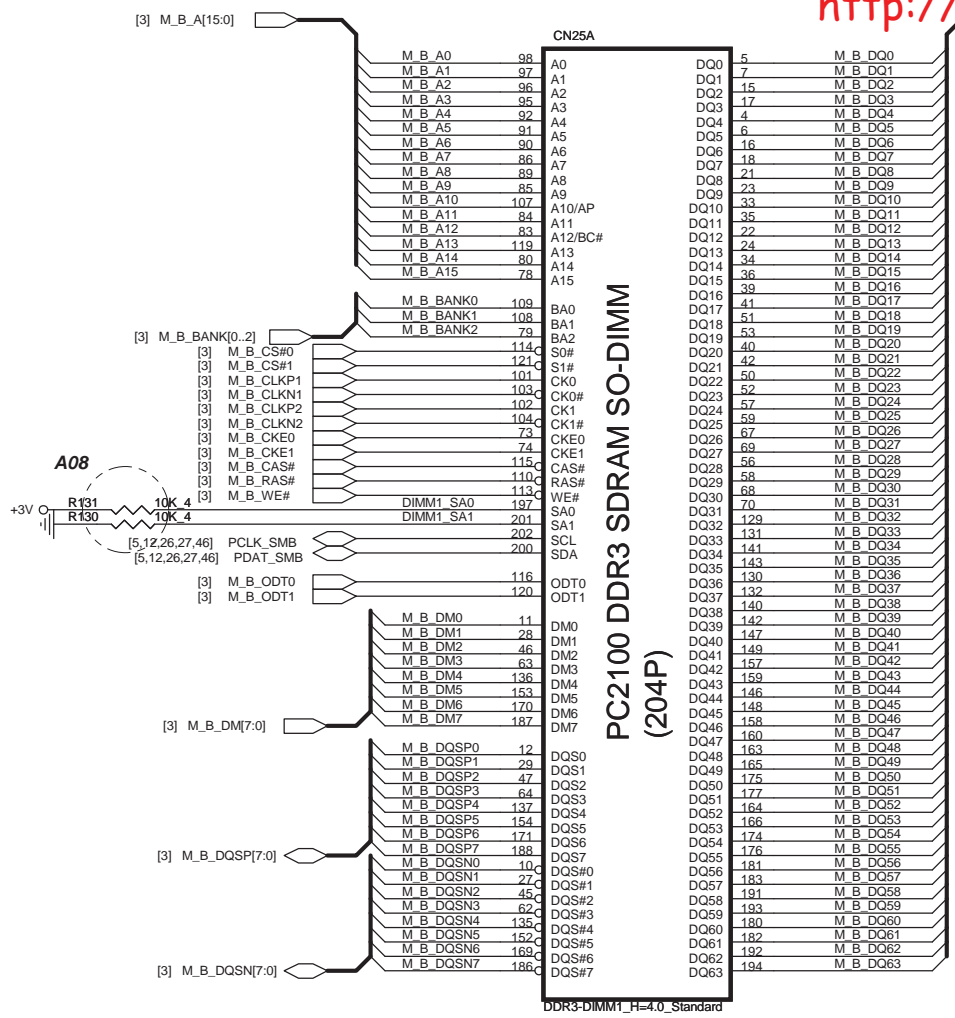 http://
[3] M_B_A[15:0]
CN25A
M_B_A0 98 A0 DQ0 5 M_B_DQ0
M_B_A1 97 A1 DQ1 7 M_B_DQ1
M_B_A2 96 A2 DQ2 15 M_B_DQ2
M_B_A3 95 A3 DQ3 17 M_B_DQ3
M_B_A4 92 A4 DQ4 4 M_B_DQ4
M_B_A5 91 A5 DQ5 6 M_B_DQ5
M_B_A6 90 A6 DQ6 16 M_B_DQ6
M_B_A7 86 A7 DQ7 18 M_B_DQ7
M_B_A8 89 A8 DQ8 21 M_B_DQ8
M_B_A9 85 A9 DQ9 23 M_B_DQ9
M_B_A10 107 A10/AP DQ10 33 M_B_DQ10
M_B_A11 84 A11 DQ11 35 M_B_DQ11
M_B_A12 83 A12/BC# DQ12 22 M_B_DQ12
M_B_A13 119 A13 DQ13 24 M_B_DQ13
M_B_A14 80 A14 DQ14 34 M_B_DQ14
M_B_A15 78 A15 DQ15 36 M_B_DQ15
DQ16 39 M_B_DQ16
M_B_BANK0 109 BA0 DQ17 41 M_B_DQ17
M_B_BANK1 108 BA1 DQ18 51 M_B_DQ18
M_B_BANK2 79 BA2 DQ19 53 M_B_DQ19
[3] M_B_BANK[0..2]
[3] M_B_CS#0 114 S0# DQ20 40 M_B_DQ20
[3] M_B_CS#1 121 S1# DQ21 42 M_B_DQ21
[3] M_B_CLKP1 101 CK0 DQ22 50 M_B_DQ22
[3] M_B_CLKN1 103 CK0# DQ23 52 M_B_DQ23
[3] M_B_CLKP2 102 CK1 DQ24 57 M_B_DQ24
[3] M_B_CLKN2 104 CK1# DQ25 59 M_B_DQ25
[3] M_B_CKE0 73 CKE0 DQ26 67 M_B_DQ26
[3] M_B_CKE1 74 CKE1 DQ27 69 M_B_DQ27
[3] M_B_CAS# 115 CAS# DQ28 56 M_B_DQ28
[3] M_B_RAS# 110 RAS# DQ29 58 M_B_DQ29
[3] M_B_WE# 113 WE# DQ30 68 M_B_DQ30
A08
+3V R131 10K_4 DIMM1_SA0 197 SA0 DQ31 70 M_B_DQ31
R130 10K_4 DIMM1_SA1 201 SA1 DQ32 129 M_B_DQ32
[5,12,26,27,46] PCLK_SMB 202 SCL DQ33 131 M_B_DQ33
[5,12,26,27,46] PDAT_SMB 200 SDA DQ34 141 M_B_DQ34
DQ35 143 M_B_DQ35
[3] M_B_ODT0 116 ODT0 DQ36 130 M_B_DQ36
[3] M_B_ODT1 120 ODT1 DQ37 132 M_B_DQ37
DQ38 140 M_B_DQ38
M_B_DM0 11 DM0 DQ39 142 M_B_DQ39
M_B_DM1 28 DM1 DQ40 147 M_B_DQ40
M_B_DM2 46 DM2 DQ41 149 M_B_DQ41
M_B_DM3 63 DM3 DQ42 157 M_B_DQ42
M_B_DM4 136 DM4 DQ43 159 M_B_DQ43
M_B_DM5 153 DM5 DQ44 146 M_B_DQ44
M_B_DM6 170 DM6 DQ45 148 M_B_DQ45
M_B_DM7 187 DM7 DQ46 158 M_B_DQ46
[3] M_B_DM[7:0]
DQ47 160 M_B_DQ47
M_B_DQSP0 12 DQS0 DQ48 163 M_B_DQ48
M_B_DQSP1 29 DQS1 DQ49 165 M_B_DQ49
M_B_DQSP2 47 DQS2 DQ50 175 M_B_DQ50
M_B_DQSP3 64 DQS3 DQ51 177 M_B_DQ51
M_B_DQSP4 137 DQS4 DQ52 164 M_B_DQ52
M_B_DQSP5 154 DQS5 DQ53 166 M_B_DQ53
M_B_DQSP6 171 DQS6 DQ54 174 M_B_DQ54
M_B_DQSP7 188 DQS7 DQ55 176 M_B_DQ55
[3] M_B_DQSP[7:0]
M_B_DQSN0 10 DQS#0 DQ56 181 M_B_DQ56
M_B_DQSN1 27 DQS#1 DQ57 183 M_B_DQ57
M_B_DQSN2 45 DQS#2 DQ58 191 M_B_DQ58
M_B_DQSN3 62 DQS#3 DQ59 193 M_B_DQ59
M_B_DQSN4 135 DQS#4 DQ60 180 M_B_DQ60
M_B_DQSN5 152 DQS#5 DQ61 182 M_B_DQ61
M_B_DQSN6 169 DQS#6 DQ62 192 M_B_DQ62
M_B_DQSN7 186 DQS#7 DQ63 194 M_B_DQ63
[3] M_B_DQSN[7:0]
PC2100 DDR3 SDRAM SO-DIMM
(204P)
DDR3-DIMM1_H=4.0_Standard